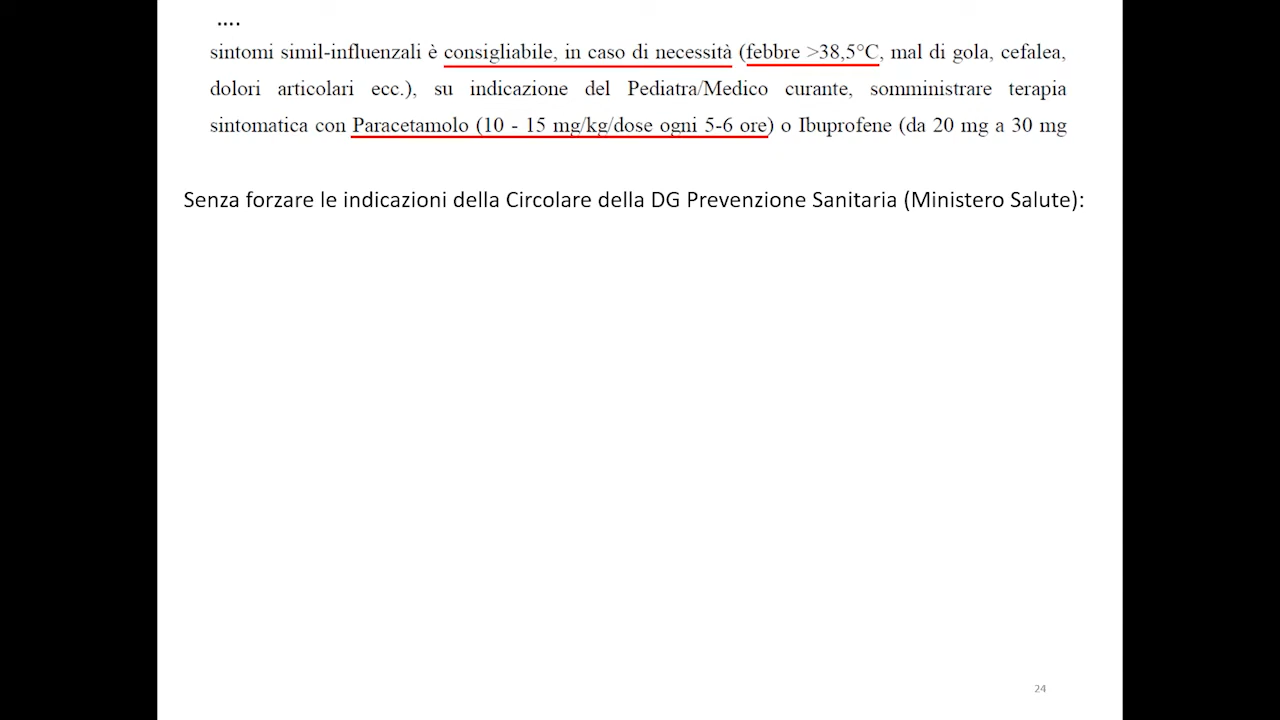 ....
sintomi simil-influenzali è consigliabile, in caso di necessità (febbre >38,5°C, mal di gola, cefalea,
dolori articolari ecc.), su indicazione del Pediatra/Medico curante, somministrare terapia
sintomatica con Paracetamolo (10 - 15 mg/kg/dose ogni 5-6 ore) o Ibuprofene (da 20 mg a 30 mg
Senza forzare le indicazioni della Circolare della DG Prevenzione Sanitaria (Ministero Salute):
24